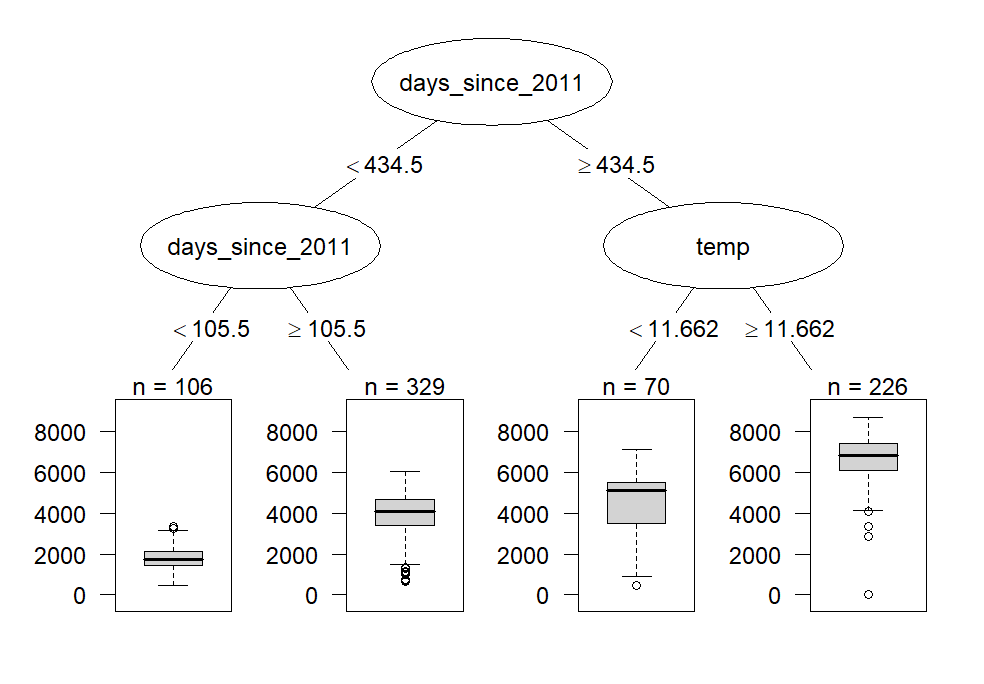 days_since_2011
< 434.5 ≥ 434.5
days_since_2011 temp
< 105.5 ≥ 105.5 < 11.662 ≥ 11.662
n = 106 n = 329 n = 70 n = 226
8000 8000 8000 8000
6000 6000 6000 6000
4000 4000 4000 4000
2000 2000 2000 2000
0 0 0 0